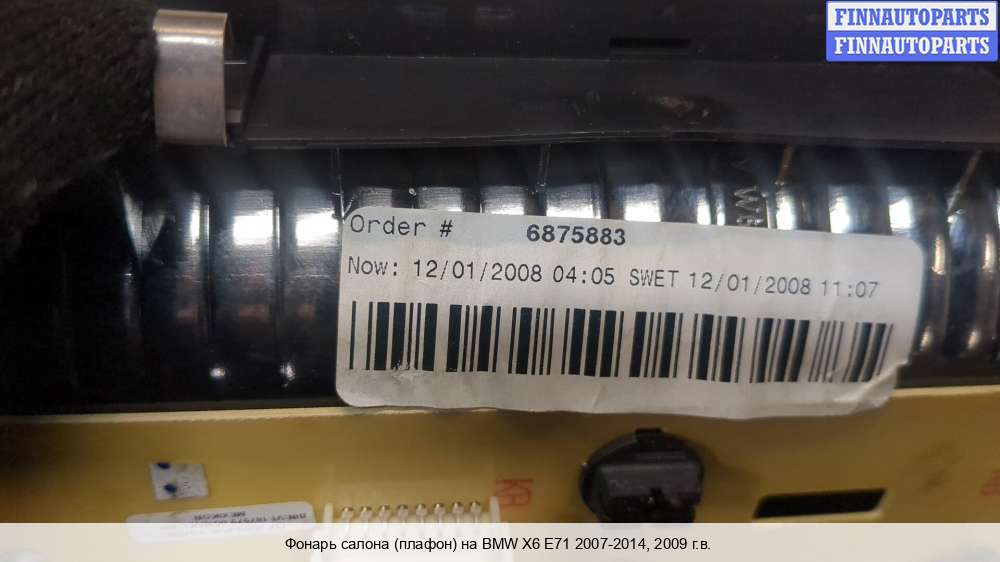 FINNAUTOPARTS
FINNAUTOPARTS
Order # 6875883
Now: 12/01/2008 04:05 SWET 12/01/2008 11:07
KR
Фонарь салона (плафон) на BMW X6 E71 2007-2014, 2009 г.в.